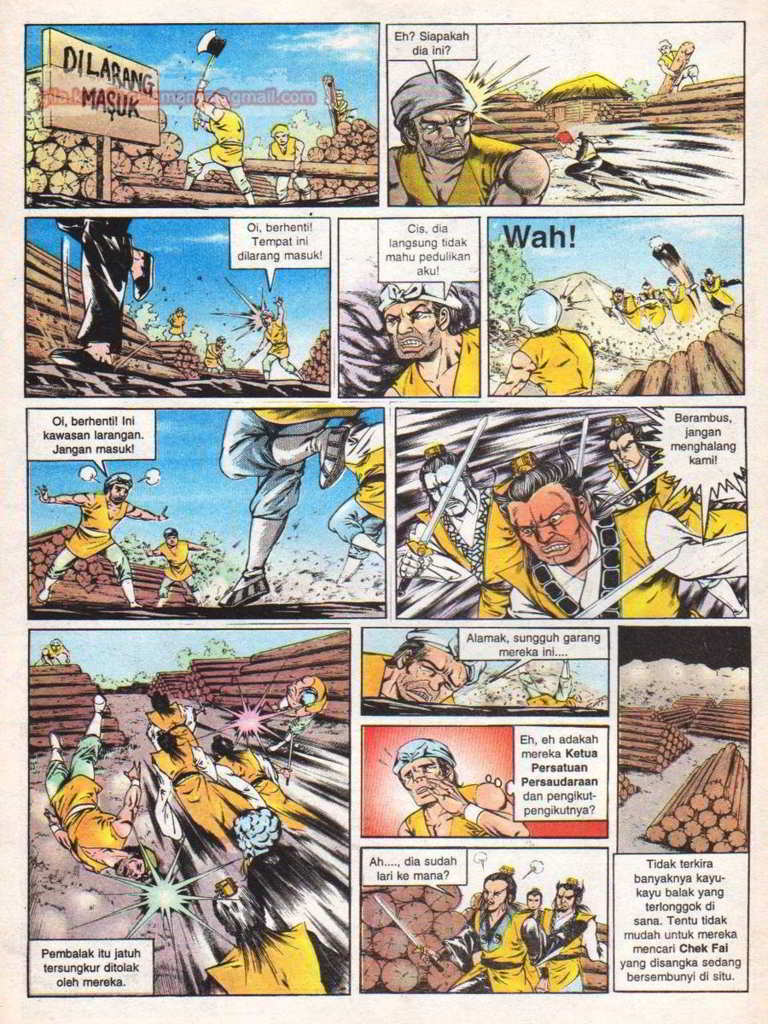 DILARANG
MASUK
Eh? Siapakah
dia ini?
Oi, berhenti!
Tempat ini
dilarang masuk!
Cis, dia
langsung tidak
mahu pedulikan
aku!
Wah!
Oi, berhenti! Ini
kawasan larangan.
Jangan masuk!
Berambus,
jangan
menghalang
kami!
Pembalak itu jatuh
tersungkur ditolak
oleh mereka.
Alamak, sungguh garang
mereka ini....
Eh, eh adakah
mereka Ketua
Persatuan
Persaudaraan
dan pengikut-
pengikutnya?
Ah...., dia sudah
lari ke mana?
Tidak terkira
banyaknya kayu-
kayu balak yang
terlonggok di
sana. Tentu tidak
mudah untuk mereka
mencari Chek Fai
yang disangka sedang
bersembunyi di situ.